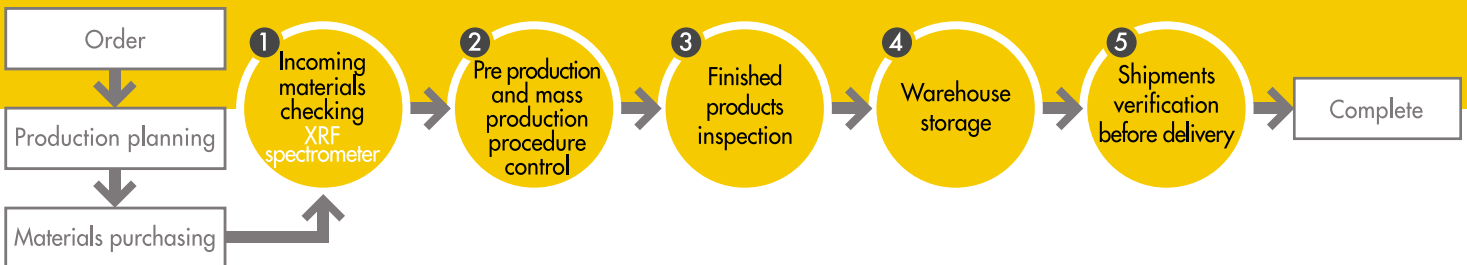 Order
Production planning
Materials purchasing
1
Incoming
materials
checking
XRF
spectrometer
2
Pre production
and mass
production
procedure
control
3
Finished
products
inspection
4
Warehouse
storage
5
Shipments
verification
before delivery
Complete